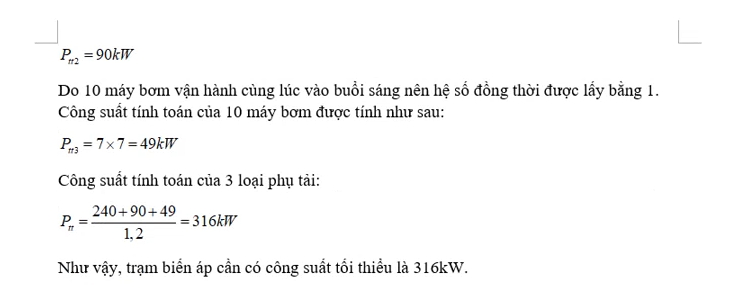 P_tt2 = 90kW
Do 10 máy bơm vận hành cùng lúc vào buổi sáng nên hệ số đồng thời được lấy bằng 1.
Công suất tính toán của 10 máy bơm được tính như sau:
P_tt3 = 7×7 = 49kW
Công suất tính toán của 3 loại phụ tải:
P_tt = (240+90+49)/1,2 = 316kW
Như vậy, trạm biến áp cần có công suất tối thiểu là 316kW.